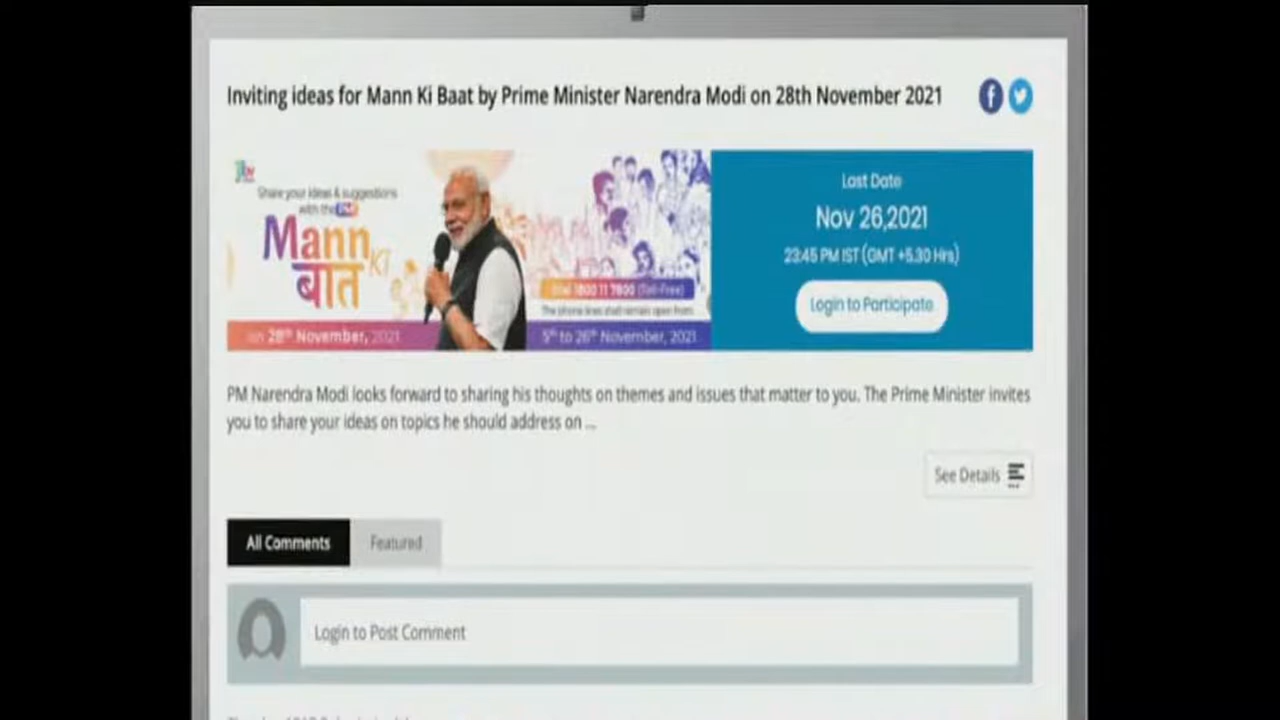 Inviting ideas for Mann Ki Baat by Prime Minister Narendra Modi on 28th November 2021
Share your ideas & suggestions
with the PM
Mann KI
बात
on 28th November, 2021
Dial 1800 11 7800 (Toll-Free)
The phone lines shall remain open from
5th to 26th November, 2021
Last Date
Nov 26,2021
23:45 PM IST (GMT +5.30 Hrs)
Login to Participate
PM Narendra Modi looks forward to sharing his thoughts on themes and issues that matter to you. The Prime Minister invites
you to share your ideas on topics he should address on ...
See Details
All Comments
Featured
Login to Post Comment